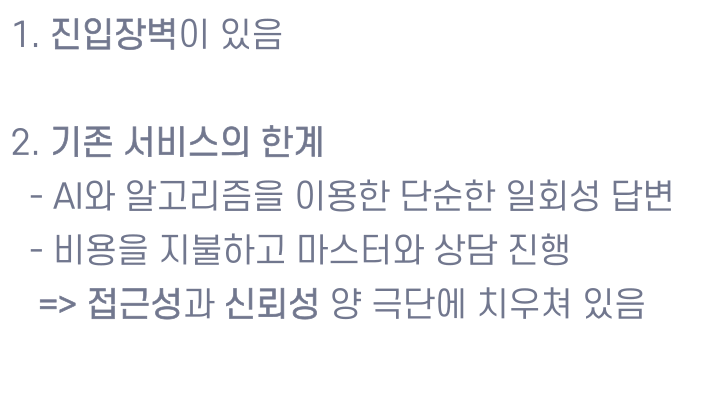 1. 진입장벽이 있음
2. 기존 서비스의 한계
- AI와 알고리즘을 이용한 단순한 일회성 답변
- 비용을 지불하고 마스터와 상담 진행
=> 접근성과 신뢰성 양 극단에 치우쳐 있음